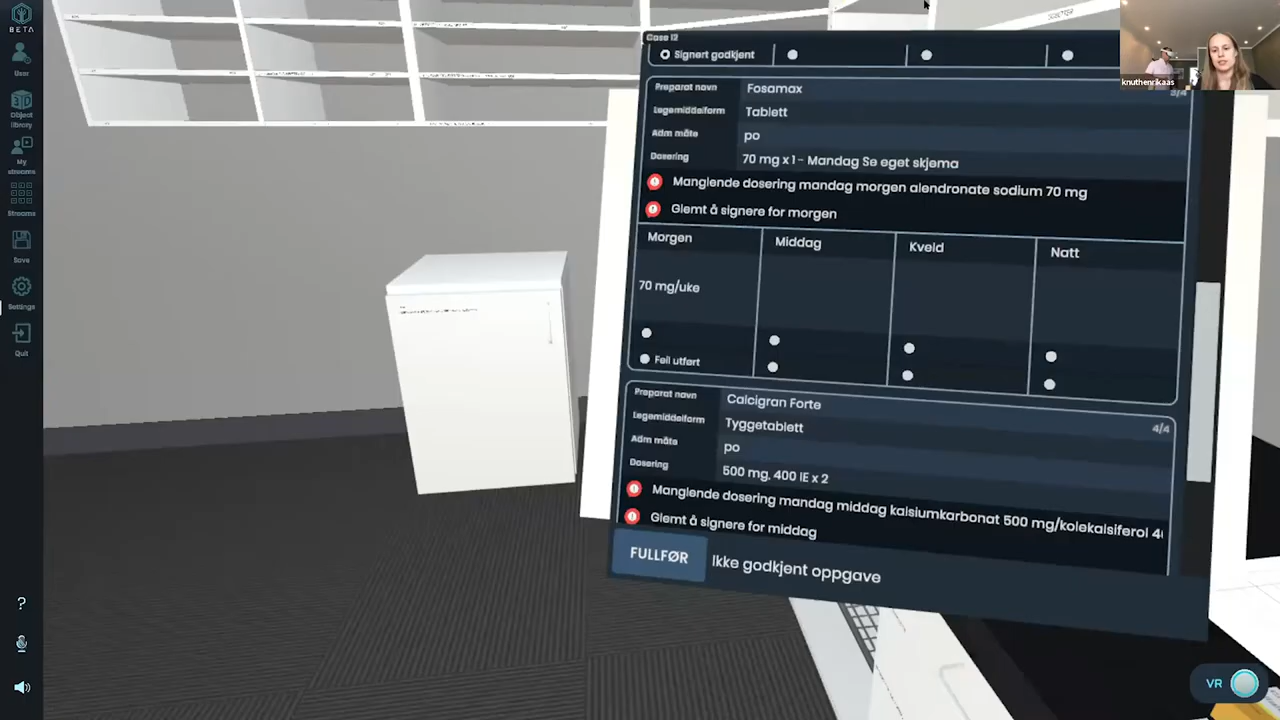 BETA
User
Object
library
My
streams
Streams
Save
Settings
Quit
?
Case 12
Signert godkjent
Preparat navn Fosamax
3/4
Legemiddelform Tablett
Adm måte po
Dosering 70 mg x 1 - Mandag Se eget skjema
Manglende dosering mandag morgen alendronate sodium 70 mg
Glemt å signere for morgen
Morgen Middag Kveld Natt
70 mg/uke
Feil utført
Preparat navn Calcigran Forte
4/4
Legemiddelform Tyggetablett
Adm måte po
Dosering 500 mg, 400 IE x 2
Manglende dosering mandag middag kalsiumkarbonat 500 mg/kolekalsiferol 4
Glemt å signere for middag
FULLFØR Ikke godkjent oppgave
knuthenrikaas
VR